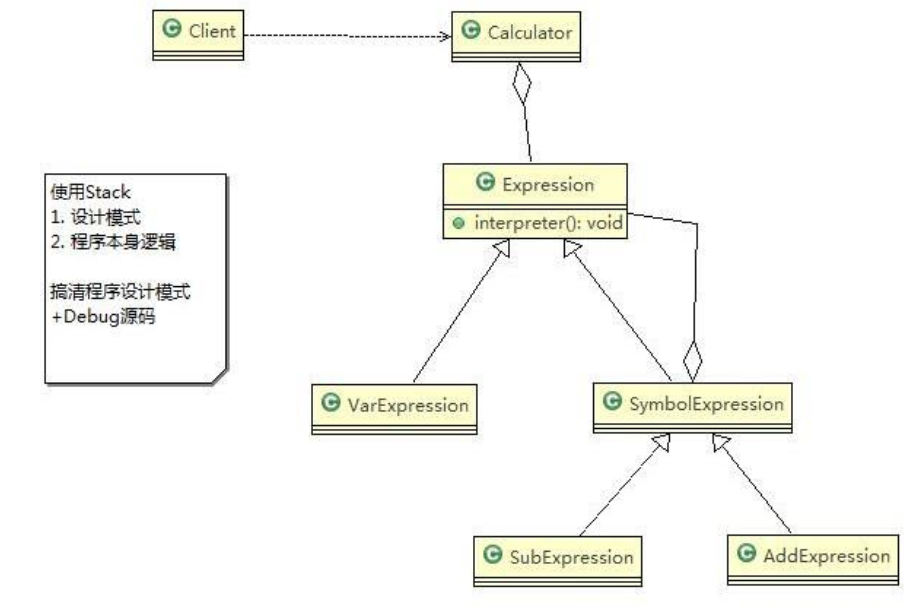 Client
Calculator
Expression
interpreter(): void
使用Stack
1. 设计模式
2. 程序本身逻辑
搞清程序设计模式
+Debug源码
VarExpression
SymbolExpression
SubExpression
AddExpression